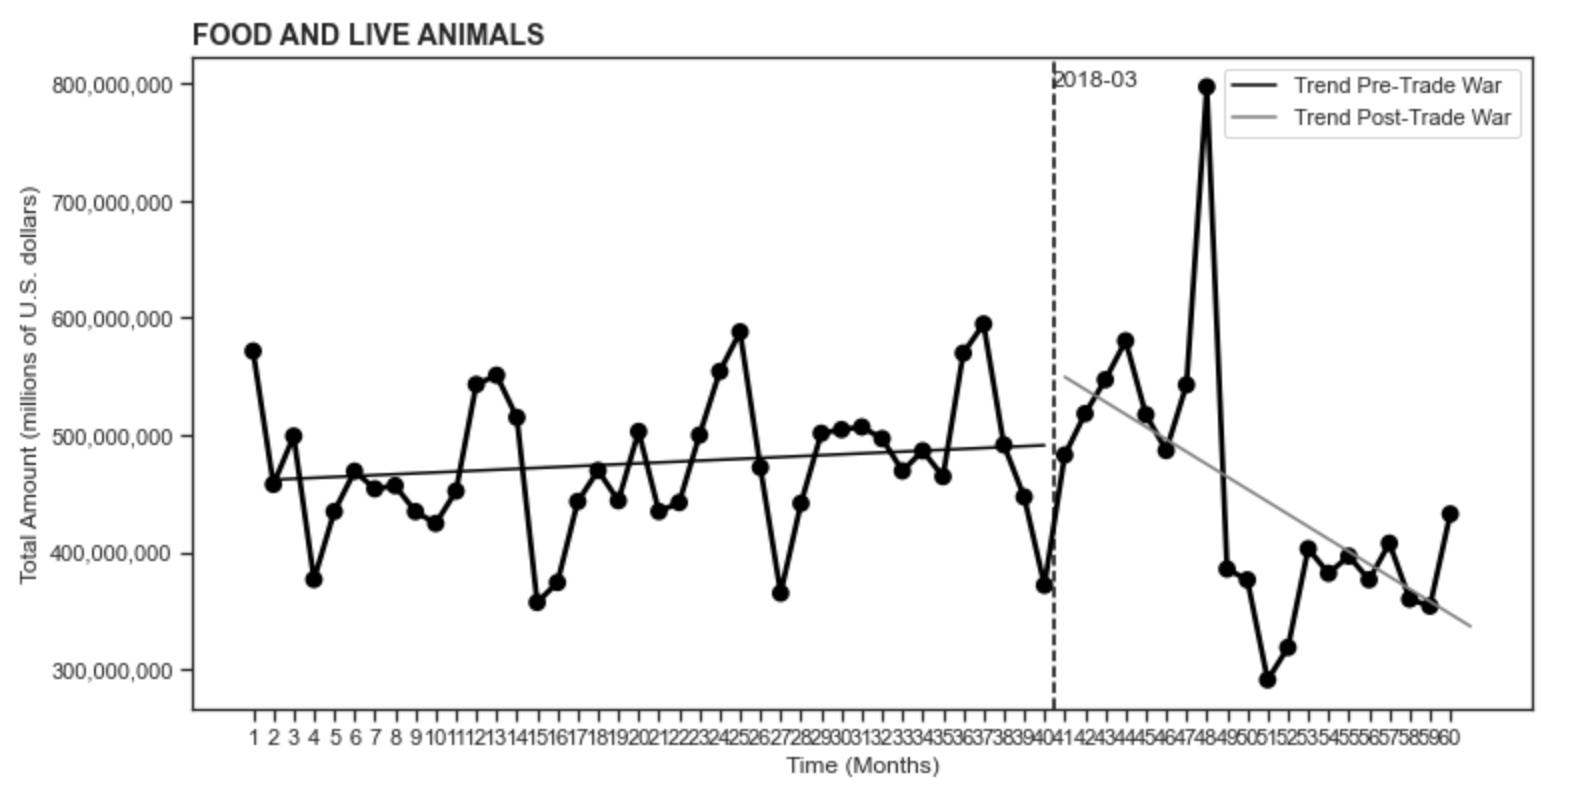 FOOD AND LIVE ANIMALS
800,000,000
700,000,000
600,000,000
500,000,000
400,000,000
300,000,000
Total Amount (millions of U.S. dollars)
2018-03
Trend Pre-Trade War
Trend Post-Trade War
1 2 3 4 5 6 7 8 9 10 11 12 13 14 15 16 17 18 19 20 21 22 23 24 25 26 27 28 29 30 31 32 33 34 35 36 37 38 39 40 41 42 43 44 45 46 47 48 49 50 51 52 53 54 55 56 57 58 59 60
Time (Months)